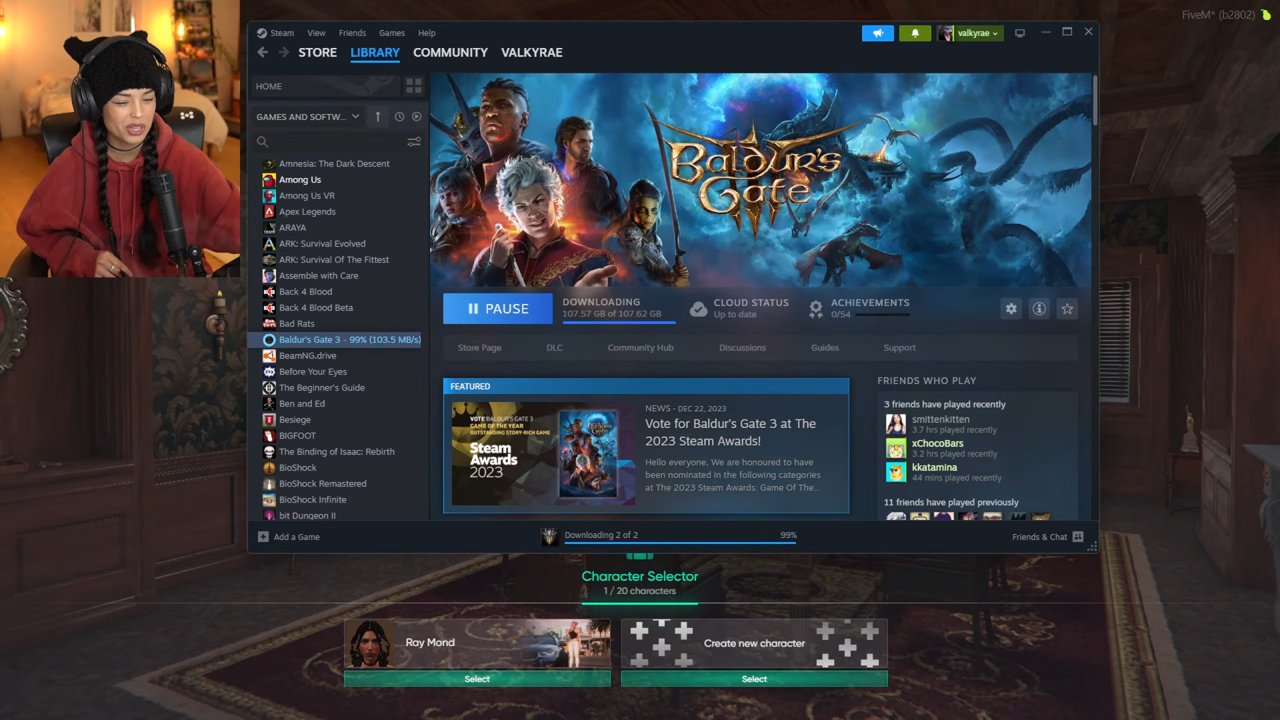 FiveM* (b2802)
Steam View Friends Games Help
valkyrae
STORE LIBRARY COMMUNITY VALKYRAE
HOME
GAMES AND SOFTW...
Amnesia: The Dark Descent
Among Us
Among Us VR
Apex Legends
ARAYA
ARK: Survival Evolved
ARK: Survival Of The Fittest
Assemble with Care
Back 4 Blood
Back 4 Blood Beta
Bad Rats
Baldur's Gate 3 - 99% (103.5 MB/s)
BeamNG.drive
Before Your Eyes
The Beginner's Guide
Ben and Ed
Besiege
BIGFOOT
The Binding of Isaac: Rebirth
BioShock
BioShock Remastered
BioShock Infinite
bit Dungeon II
Baldur's
Gate
PAUSE
DOWNLOADING
107.57 GB of 107.62 GB
CLOUD STATUS
Up to date
ACHIEVEMENTS
0/54
Store Page DLC Community Hub Discussions Guides Support
FEATURED
VOTE BALDUR'S GATE 3
GAME OF THE YEAR
OUTSTANDING STORY-RICH GAME
Steam
Awards
2023
NEWS - DEC 22, 2023
Vote for Baldur's Gate 3 at The
2023 Steam Awards!
Hello everyone. We are honoured to have
been nominated in the following categories
at The 2023 Steam Awards: Game Of The...
FRIENDS WHO PLAY
3 friends have played recently
smittenkitten
3.7 hrs played recently
xChocoBars
3.2 hrs played recently
kkatamina
44 mins played recently
11 friends have played previously
Add a Game
Downloading 2 of 2 99%
Friends & Chat
Character Selector
1 / 20 characters
Ray Mond
Select
Create new character
Select